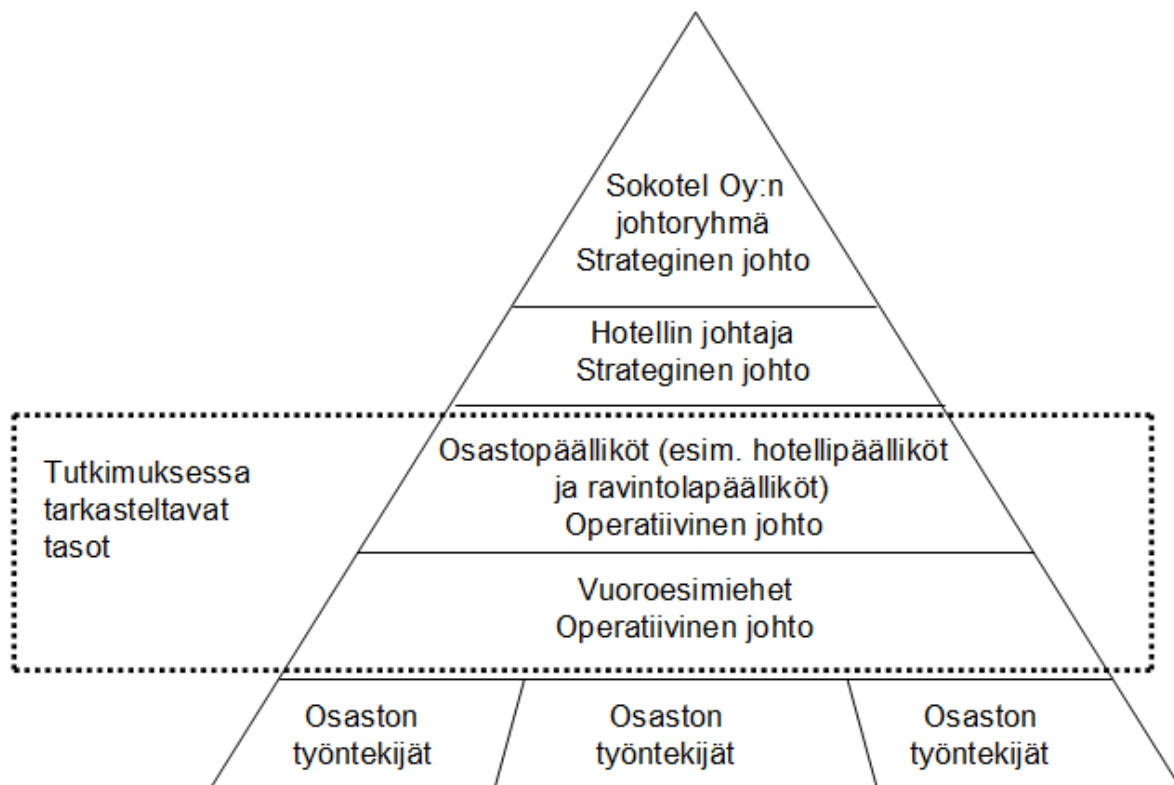 Sokotel Oy:n
johtoryhmä
Strateginen johto
Hotellin johtaja
Strateginen johto
Tutkimuksessa
tarkasteltavat
tasot
Osastopäälliköt (esim. hotellipäälliköt
ja ravintolapäälliköt)
Operatiivinen johto
Vuoroesimiehet
Operatiivinen johto
Osaston
työntekijät
Osaston
työntekijät
Osaston
työntekijät